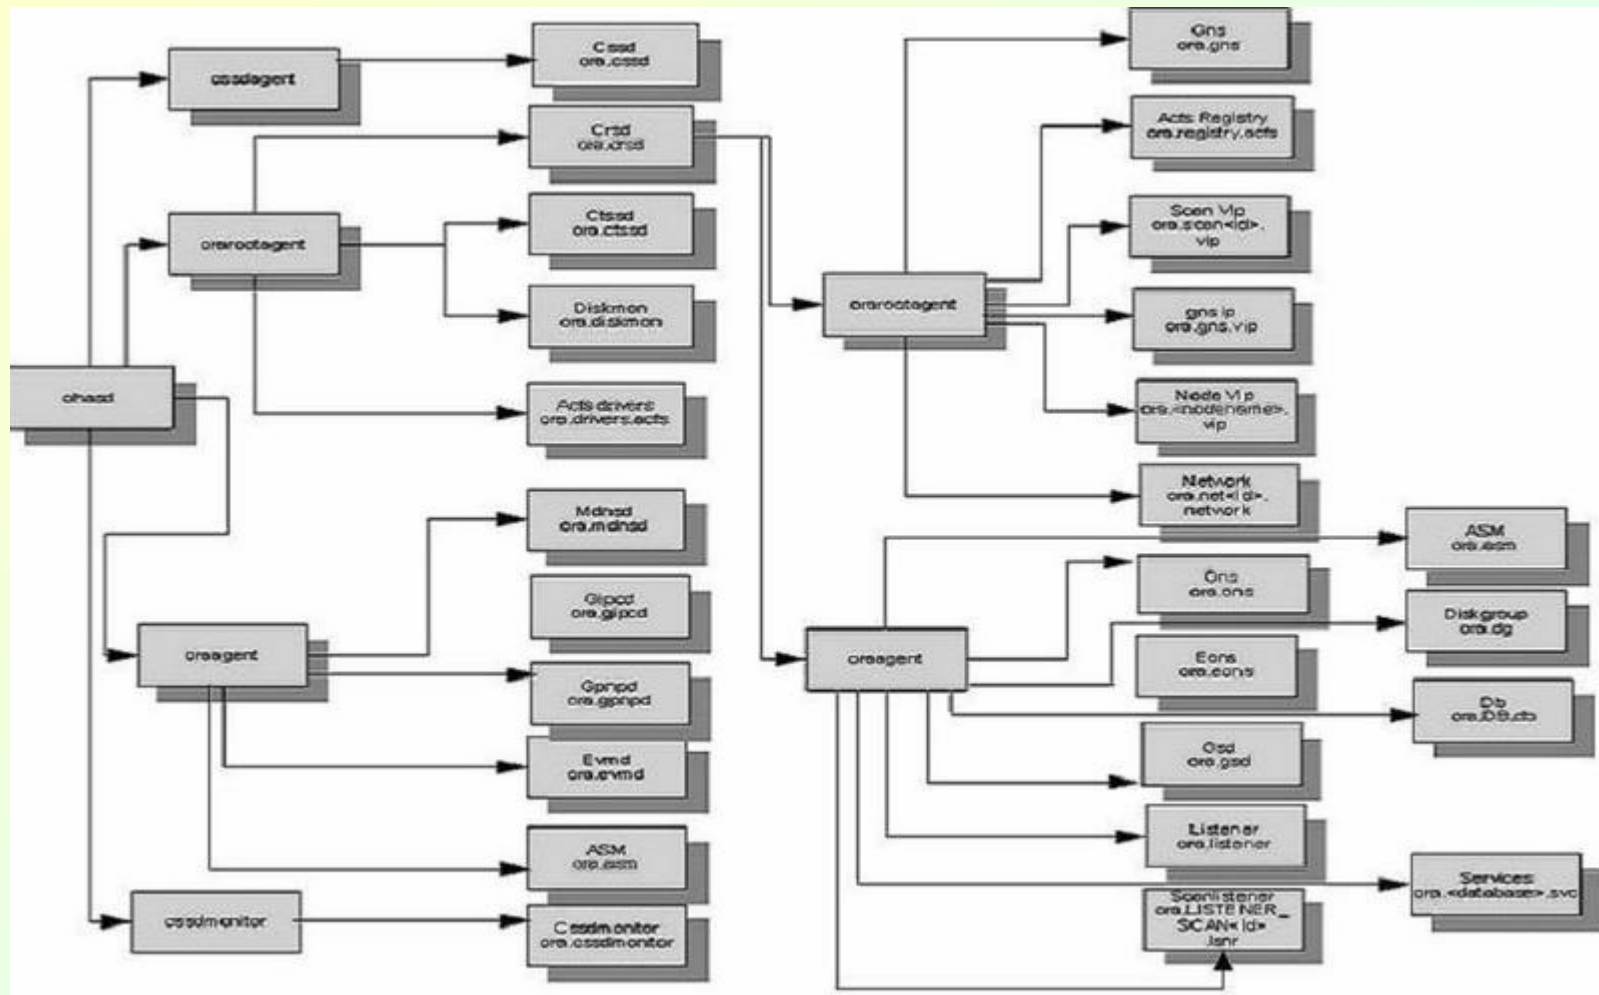 cssdagent
Cssd
ora.cssd
Crsd
ora.crsd
ororootagent
Ctssd
ora.ctssd
Diskmon
ora.diskmon
ohasd
Acfs drivers
ora.drivers.acfs
Mdnsd
ora.mdnsd
Gipcd
ora.gipcd
oraagent
Gpnpd
ora.gpnpd
Evmd
ora.evmd
ASM
ora.asm
cssdmonitor
Cssdmonitor
ora.cssdmonitor
Gns
ora.gns
Acfs Registry
ora.registry.acfs
Scan Vip
ora.scan<id>.
vip
orarootagent
gns ip
ora.gns.vip
Node Vip
ora.<nodename>.
vip
Network
ora.net<id>.
network
Ons
ora.ons
oraagent
Eons
ora.eons
Gsd
ora.gsd
Listener
ora.listener
Scanlistener
ora.LISTENER_
SCAN<id>
.lsnr
ASM
ora.asm
Diskgroup
ora.dg
Db
ora.DB.db
Services
ora.<database>.svc